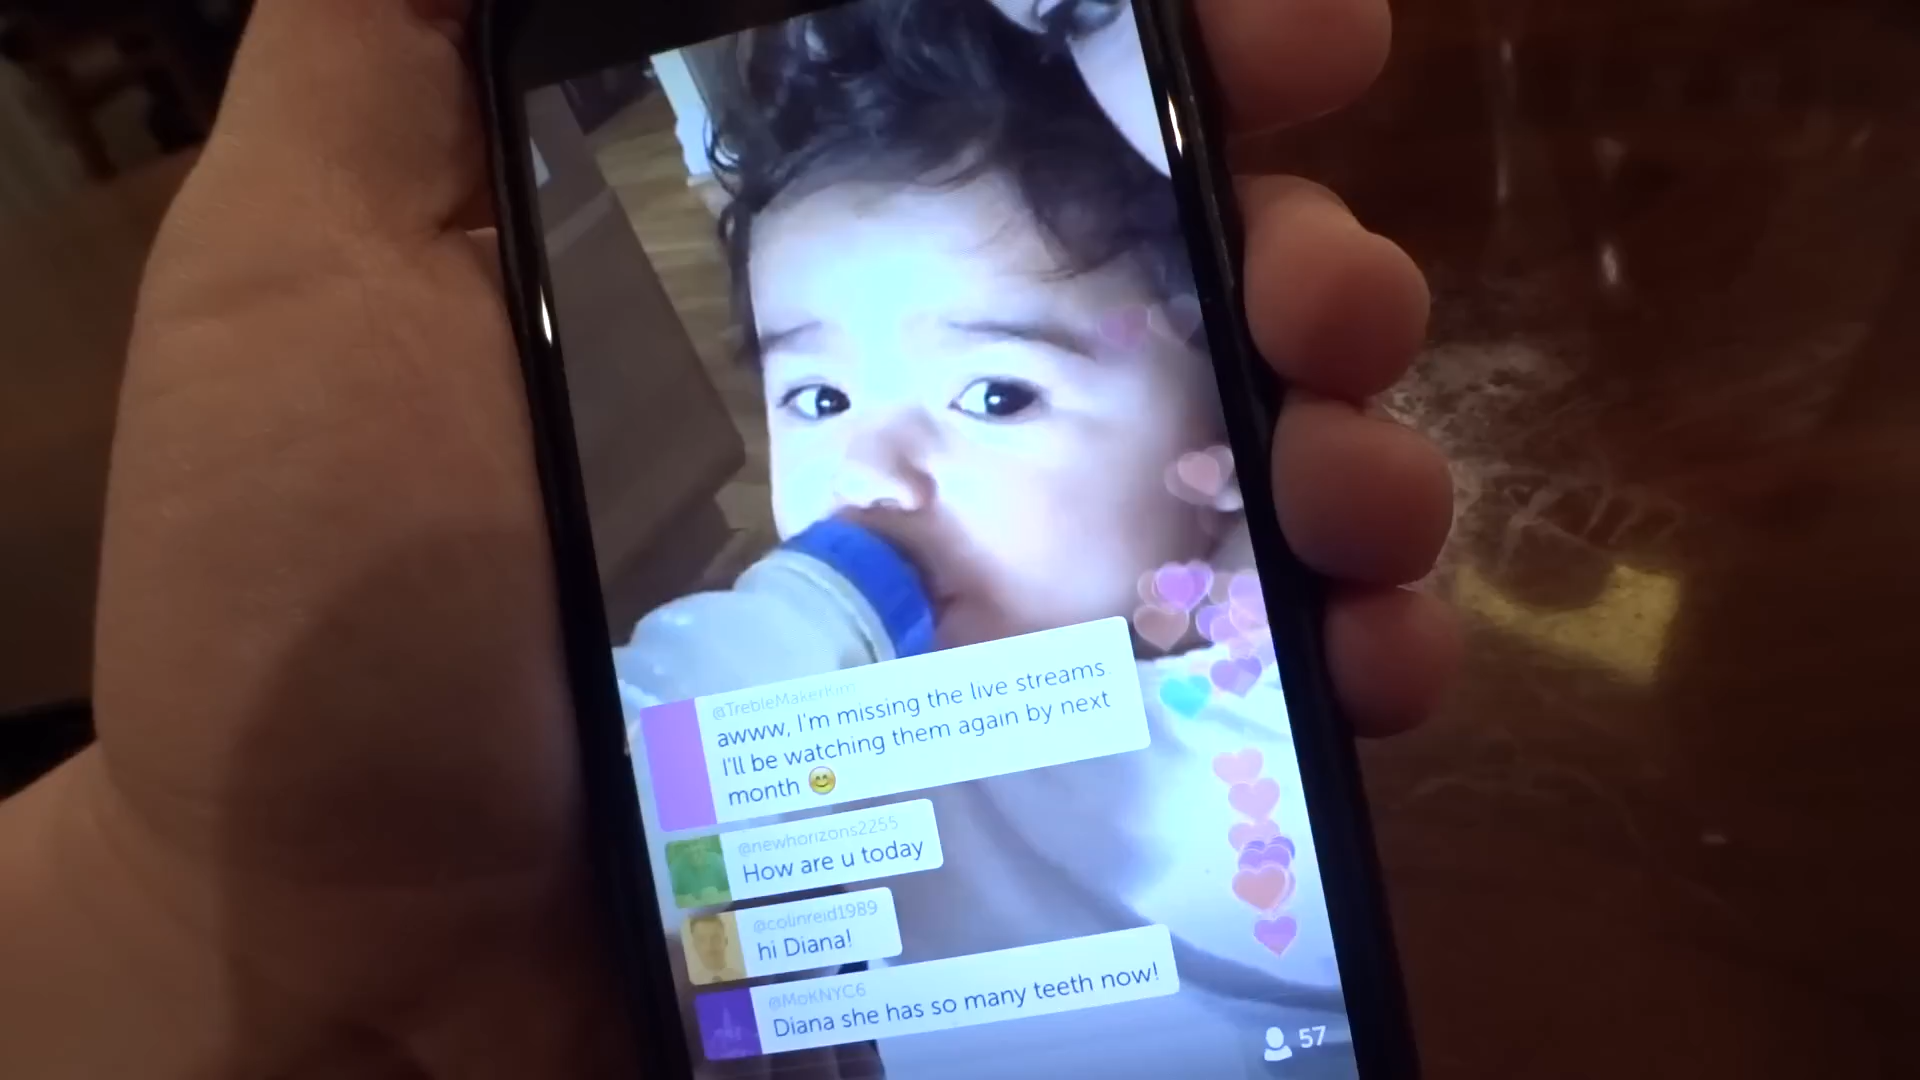 @TrebleMakerKim
awww, I'm missing the live streams.
I'll be watching them again by next
month 😊
@newhorizons2255
How are u today
@colinreid1989
hi Diana!
@MoKNYC6
Diana she has so many teeth now!
57